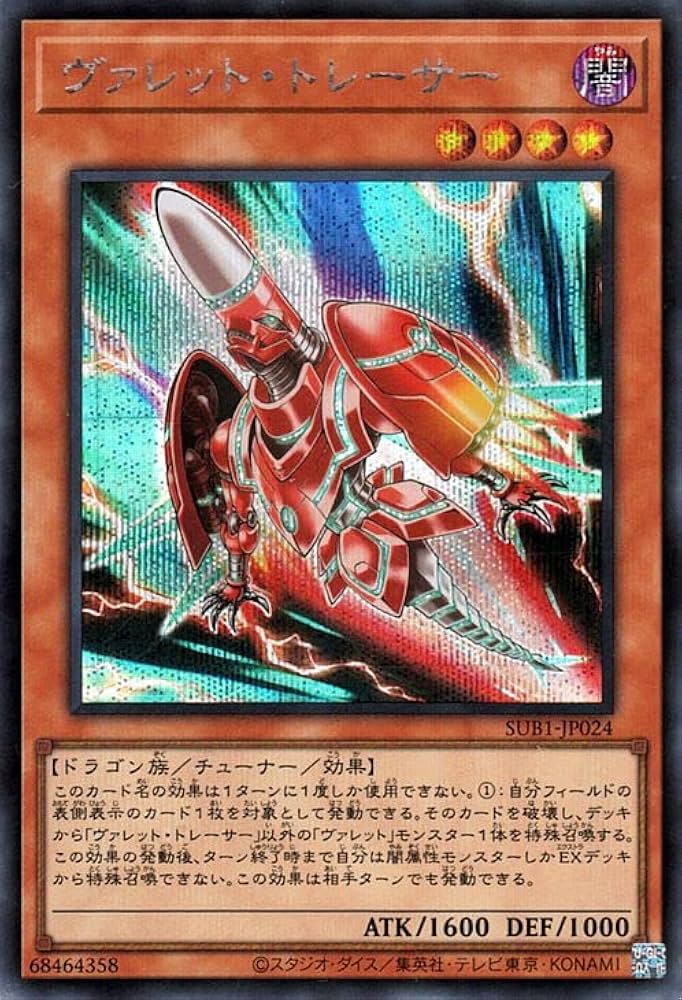 ヴァレット・トレーサー
闇
SUB1-JP024
【ドラゴン族／チューナー／効果】
このカード名の効果は1ターンに1度しか使用できない。①：自分フィールドの
表側表示のカード1枚を対象として発動できる。そのカードを破壊し、デッキ
から「ヴァレット・トレーサー」以外の「ヴァレット」モンスター1体を特殊召喚する。
この効果の発動後、ターン終了時まで自分は闇属性モンスターしかEXデッキ
から特殊召喚できない。この効果は相手ターンでも発動できる。
ATK/1600 DEF/1000
68464358
©スタジオ・ダイス／集英社・テレビ東京・KONAMI